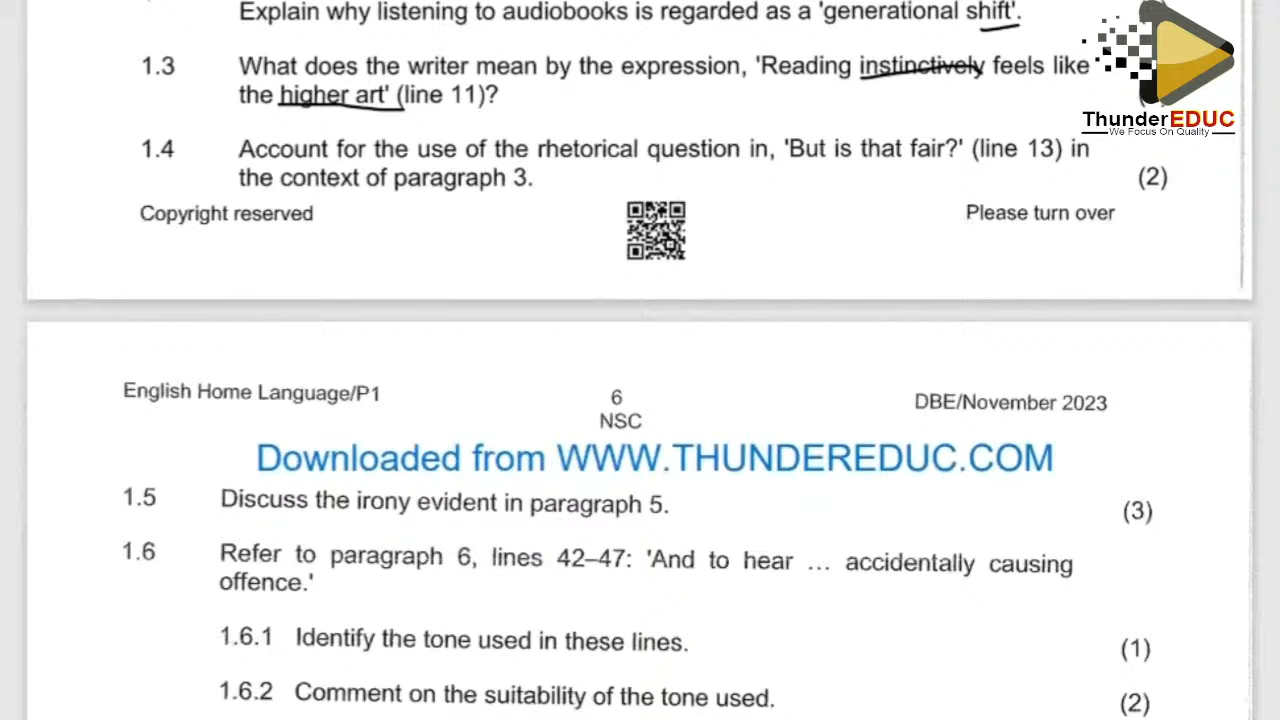 Explain why listening to audiobooks is regarded as a 'generational shift'.
1.3 What does the writer mean by the expression, 'Reading instinctively feels like
the higher art' (line 11)?
ThunderEDUC
We Focus On Quality
1.4 Account for the use of the rhetorical question in, 'But is that fair?' (line 13) in
the context of paragraph 3. (2)
Copyright reserved Please turn over
English Home Language/P1 6 DBE/November 2023
NSC
Downloaded from WWW.THUNDEREDUC.COM
1.5 Discuss the irony evident in paragraph 5. (3)
1.6 Refer to paragraph 6, lines 42–47: 'And to hear ... accidentally causing
offence.'
1.6.1 Identify the tone used in these lines. (1)
1.6.2 Comment on the suitability of the tone used. (2)